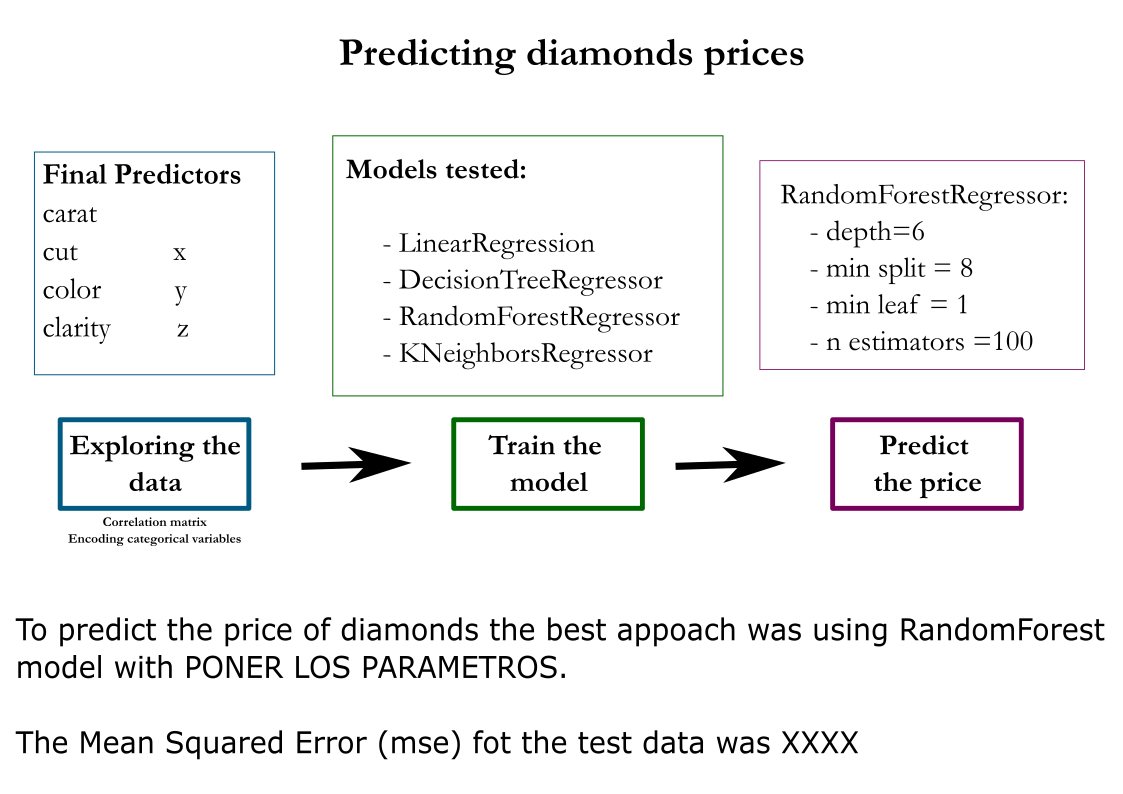 Predicting diamonds prices
Final Predictors
carat
cut x
color y
clarity z
Models tested:
- LinearRegression
- DecisionTreeRegressor
- RandomForestRegressor
- KNeighborsRegressor
RandomForestRegressor:
- depth=6
- min split = 8
- min leaf = 1
- n estimators =100
Exploring the
data
Correlation matrix
Encoding categorical variables
Train the
model
Predict
the price
To predict the price of diamonds the best appoach was using RandomForest
model with PONER LOS PARAMETROS.
The Mean Squared Error (mse) fot the test data was XXXX